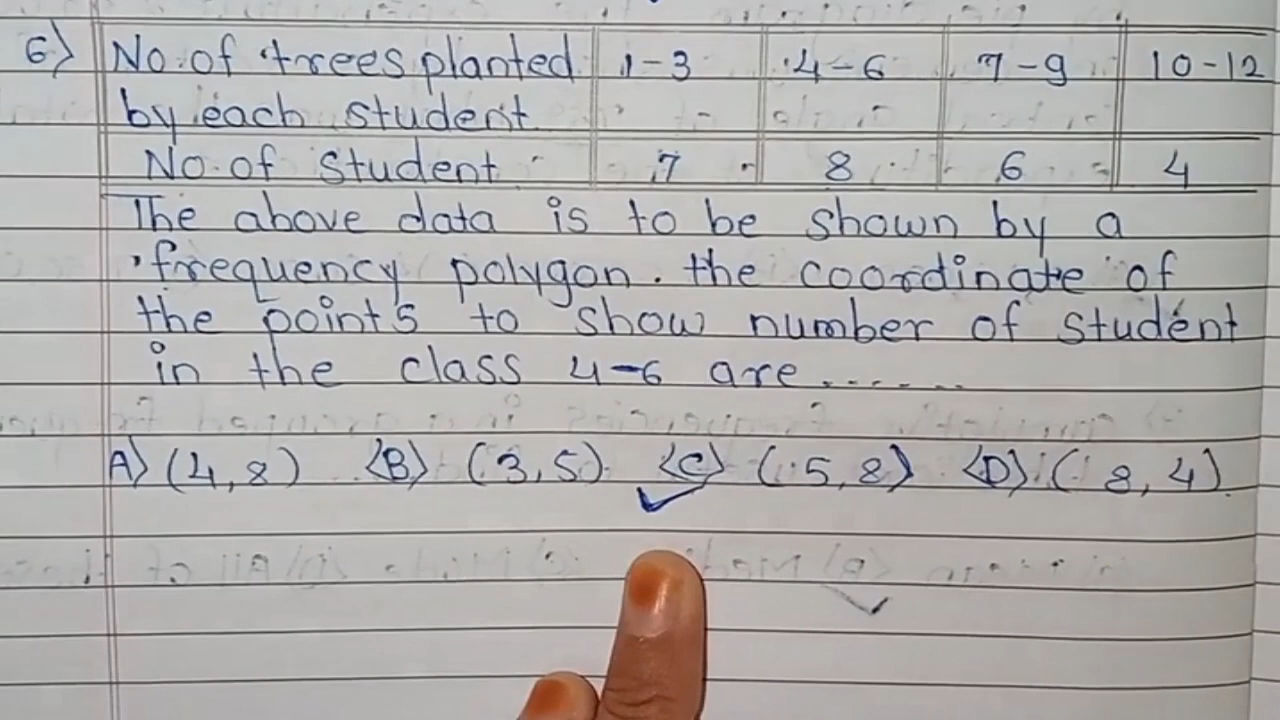 6) No. of trees planted 1-3 4-6 7-9 10-12
by each student
No. of Student 7 8 6 4
The above data is to be shown by a
frequency polygon. the coordinate of
the points to show number of student
in the class 4-6 are......
A) (4,8) <B) (3,5) <C) (5,8) <D) (8,4)